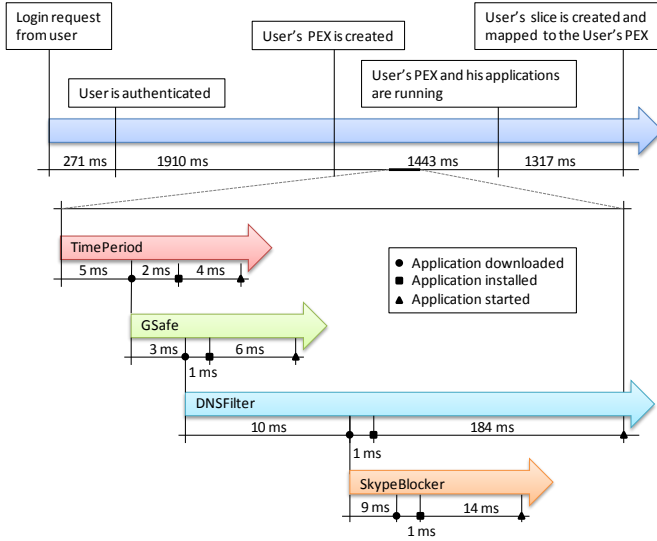 Login request
from user
User's PEX is created
User's slice is created and
mapped to the User's PEX
User is authenticated
User's PEX and his applications
are running
271 ms
1910 ms
1443 ms
1317 ms
TimePeriod
5 ms
2 ms
4 ms
Application downloaded
Application installed
Application started
GSafe
3 ms
6 ms
1 ms
DNSFilter
10 ms
184 ms
1 ms
SkypeBlocker
9 ms
14 ms
1 ms